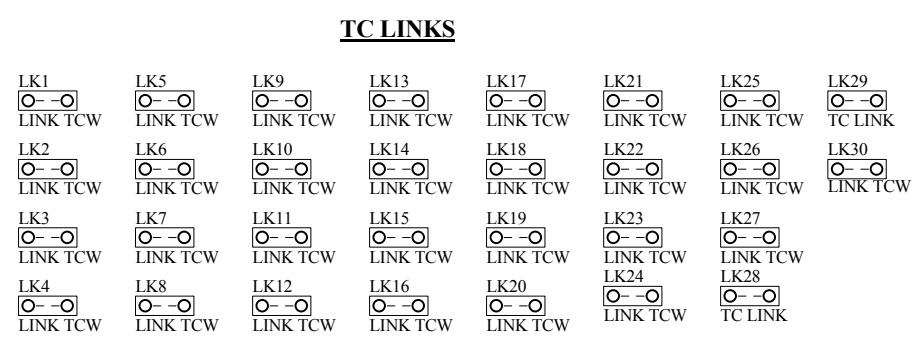 TC LINKS
LK1 LK5 LK9 LK13 LK17 LK21 LK25 LK29
LINK TCW LINK TCW LINK TCW LINK TCW LINK TCW LINK TCW LINK TCW TC LINK
LK2 LK6 LK10 LK14 LK18 LK22 LK26 LK30
LINK TCW LINK TCW LINK TCW LINK TCW LINK TCW LINK TCW LINK TCW LINK TCW
LK3 LK7 LK11 LK15 LK19 LK23 LK27
LINK TCW LINK TCW LINK TCW LINK TCW LINK TCW LINK TCW LINK TCW
LK4 LK8 LK12 LK16 LK20 LK24 LK28
LINK TCW LINK TCW LINK TCW LINK TCW LINK TCW LINK TCW TC LINK